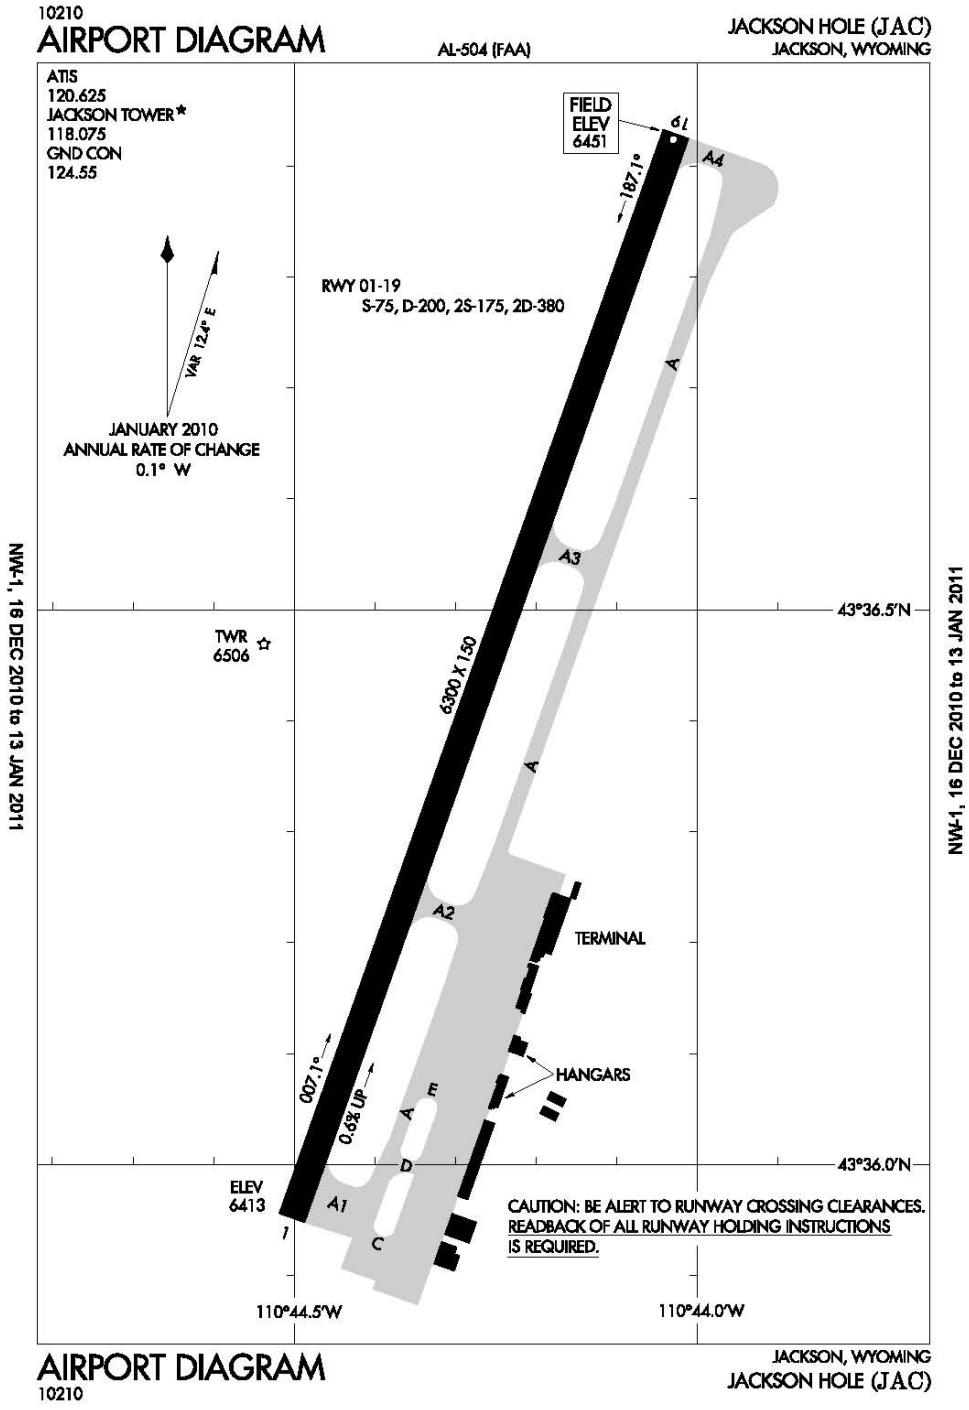 10210
AIRPORT DIAGRAM
AL-504 (FAA)
JACKSON HOLE (JAC)
JACKSON, WYOMING
ATIS
120.625
JACKSON TOWER*
118.075
GND CON
124.55
FIELD
ELEV
6451
19
A4
187.1°
RWY 01-19
S-75, D-200, 2S-175, 2D-380
VAR 12.4° E
JANUARY 2010
ANNUAL RATE OF CHANGE
0.1° W
A
A3
43°36.5'N
TWR
6506
6300 X 150
A
A2
TERMINAL
007.1°
0.6% UP
HANGARS
E
A
D
43°36.0'N
ELEV
6413
A1
1
C
CAUTION: BE ALERT TO RUNWAY CROSSING CLEARANCES.
READBACK OF ALL RUNWAY HOLDING INSTRUCTIONS
IS REQUIRED.
110°44.5'W
110°44.0'W
NW-1, 16 DEC 2010 to 13 JAN 2011
NW-1, 16 DEC 2010 to 13 JAN 2011
AIRPORT DIAGRAM
10210
JACKSON, WYOMING
JACKSON HOLE (JAC)